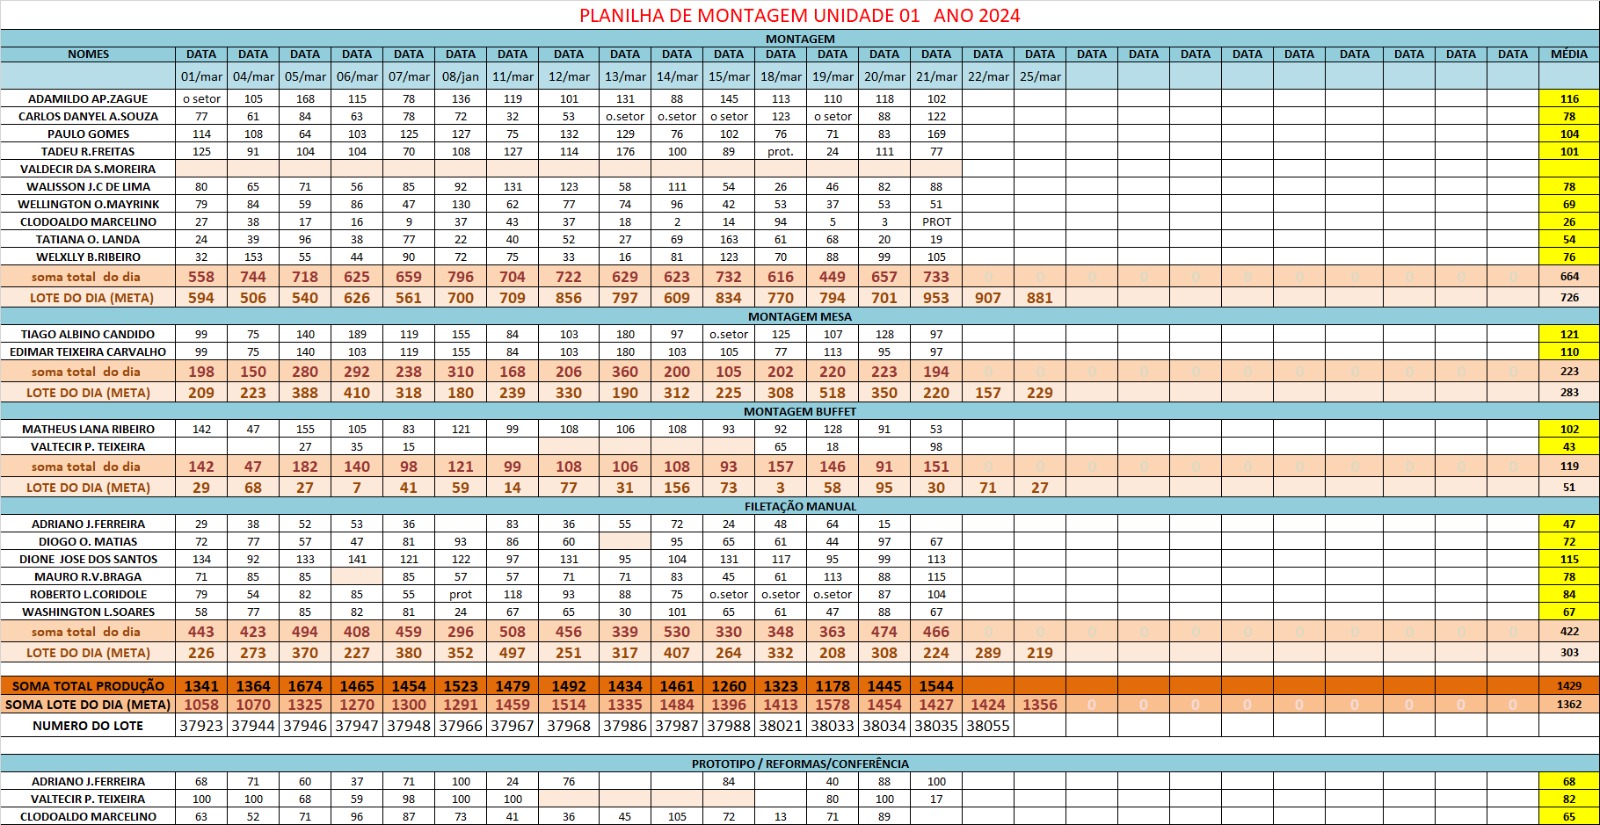 PLANILHA DE MONTAGEM UNIDADE 01 ANO 2024
MONTAGEM
NOMES DATA DATA DATA DATA DATA DATA DATA DATA DATA DATA DATA DATA DATA DATA DATA DATA DATA DATA DATA DATA DATA DATA DATA DATA DATA DATA MÉDIA
01/mar 04/mar 05/mar 06/mar 07/mar 08/jan 11/mar 12/mar 13/mar 14/mar 15/mar 18/mar 19/mar 20/mar 21/mar 22/mar 25/mar
ADAMILDO AP.ZAGUE o setor 105 168 115 78 136 119 101 131 88 145 113 110 118 102 116
CARLOS DANYEL A.SOUZA 77 61 84 63 78 72 32 53 o.setor o.setor o setor 123 o setor 88 122 78
PAULO GOMES 114 108 64 103 125 127 75 132 129 76 102 76 71 83 169 104
TADEU R.FREITAS 125 91 104 104 70 108 127 114 176 100 89 prot. 24 111 77 101
VALDECIR DA S.MOREIRA
WALISSON J.C DE LIMA 80 65 71 56 85 92 131 123 58 111 54 26 46 82 88 78
WELLINGTON O.MAYRINK 79 84 59 86 47 130 62 77 74 96 42 53 37 53 51 69
CLODOALDO MARCELINO 27 38 17 16 9 37 43 37 18 2 14 94 5 3 PROT 26
TATIANA O. LANDA 24 39 96 38 77 22 40 52 27 69 163 61 68 20 19 54
WELXLLY B.RIBEIRO 32 153 55 44 90 72 75 33 16 81 123 70 88 99 105 76
soma total do dia 558 744 718 625 659 796 704 722 629 623 732 616 449 657 733 0 0 0 0 0 0 0 0 0 0 0 664
LOTE DO DIA (META) 594 506 540 626 561 700 709 856 797 609 834 770 794 701 953 907 881 726
MONTAGEM MESA
TIAGO ALBINO CANDIDO 99 75 140 189 119 155 84 103 180 97 o.setor 125 107 128 97 121
EDIMAR TEIXEIRA CARVALHO 99 75 140 103 119 155 84 103 180 103 105 77 113 95 97 110
soma total do dia 198 150 280 292 238 310 168 206 360 200 105 202 220 223 194 0 0 0 0 0 0 0 0 0 0 0 223
LOTE DO DIA (META) 209 223 388 410 318 180 239 330 190 312 225 308 518 350 220 157 229 283
MONTAGEM BUFFET
MATHEUS LANA RIBEIRO 142 47 155 105 83 121 99 108 106 108 93 92 128 91 53 102
VALTECIR P. TEIXEIRA 27 35 15 65 18 98 43
soma total do dia 142 47 182 140 98 121 99 108 106 108 93 157 146 91 151 0 0 0 0 0 0 0 0 0 0 0 119
LOTE DO DIA (META) 29 68 27 7 41 59 14 77 31 156 73 3 58 95 30 71 27 51
FILETAÇÃO MANUAL
ADRIANO J.FERREIRA 29 38 52 53 36 83 36 55 72 24 48 64 15 47
DIOGO O. MATIAS 72 77 57 47 81 93 86 60 95 65 61 44 97 67 72
DIONE JOSE DOS SANTOS 134 92 133 141 121 122 97 131 95 104 131 117 95 99 113 115
MAURO R.V.BRAGA 71 85 85 85 57 57 71 71 83 45 61 113 88 115 78
ROBERTO L.CORIDOLE 79 54 82 85 55 prot 118 93 88 75 o.setor o.setor o.setor 87 104 84
WASHINGTON L.SOARES 58 77 85 82 81 24 67 65 30 101 65 61 47 88 67 67
soma total do dia 443 423 494 408 459 296 508 456 339 530 330 348 363 474 466 0 0 0 0 0 0 0 0 0 0 0 422
LOTE DO DIA (META) 226 273 370 227 380 352 497 251 317 407 264 332 208 308 224 289 219 303
SOMA TOTAL PRODUÇÃO 1341 1364 1674 1465 1454 1523 1479 1492 1434 1461 1260 1323 1178 1445 1544 1429
SOMA LOTE DO DIA (META) 1058 1070 1325 1270 1300 1291 1459 1514 1335 1484 1396 1413 1578 1454 1427 1424 1356 0 0 0 0 0 0 0 0 0 1362
NUMERO DO LOTE 37923 37944 37946 37947 37948 37966 37967 37968 37986 37987 37988 38021 38033 38034 38035 38055
PROTOTIPO / REFORMAS/CONFERÊNCIA
ADRIANO J.FERREIRA 68 71 60 37 71 100 24 76 84 40 88 100 68
VALTECIR P. TEIXEIRA 100 100 68 59 98 100 100 80 100 17 82
CLODOALDO MARCELINO 63 52 71 96 87 73 41 36 45 105 72 13 71 89 65